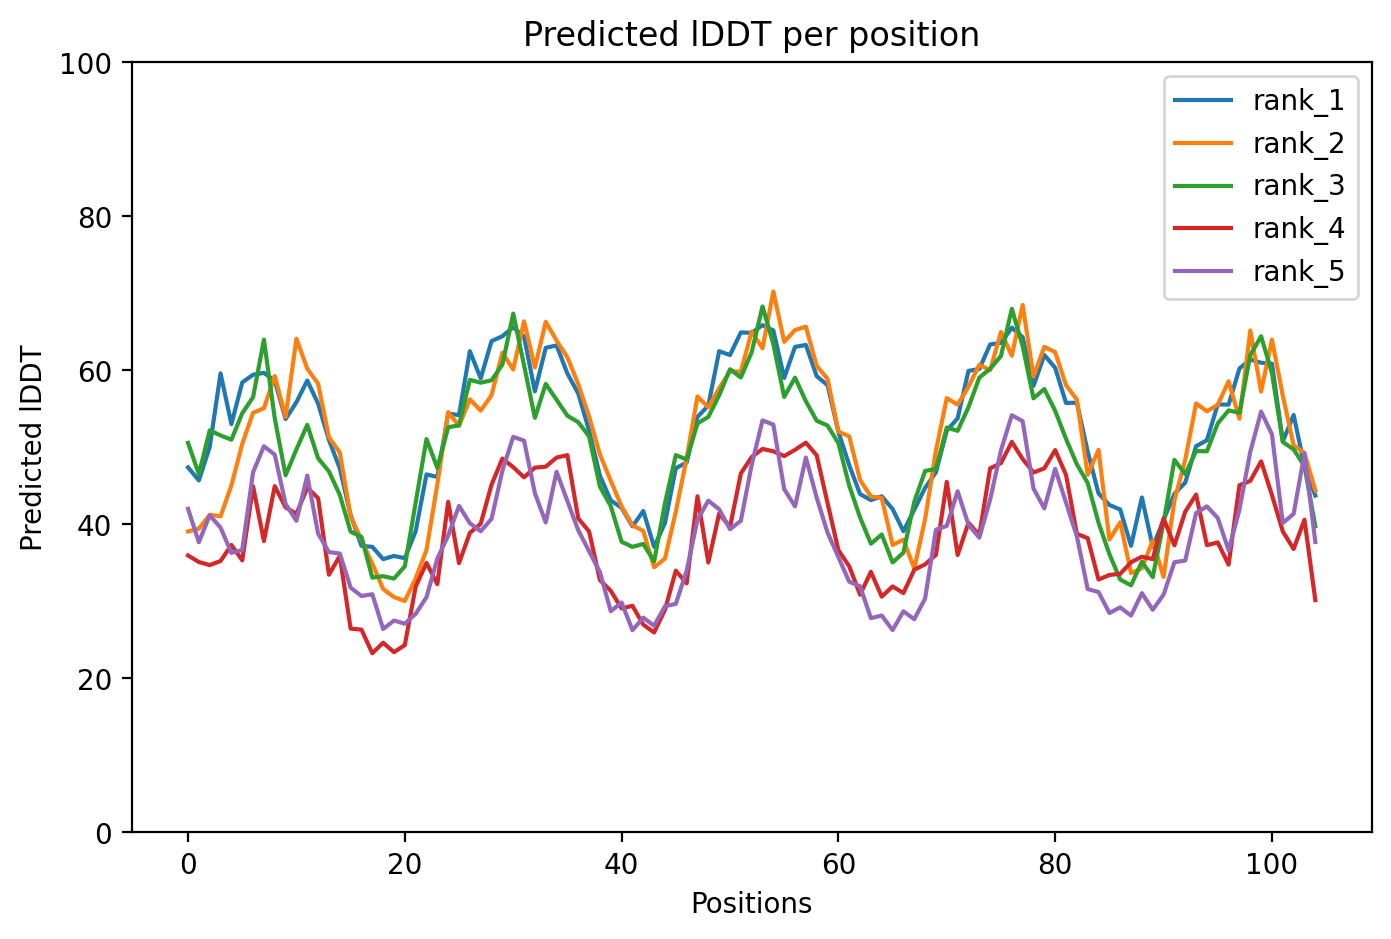 Predicted lDDT per position
100
80
60
40
20
0
Predicted lDDT
0 20 40 60 80 100
Positions
rank_1
rank_2
rank_3
rank_4
rank_5